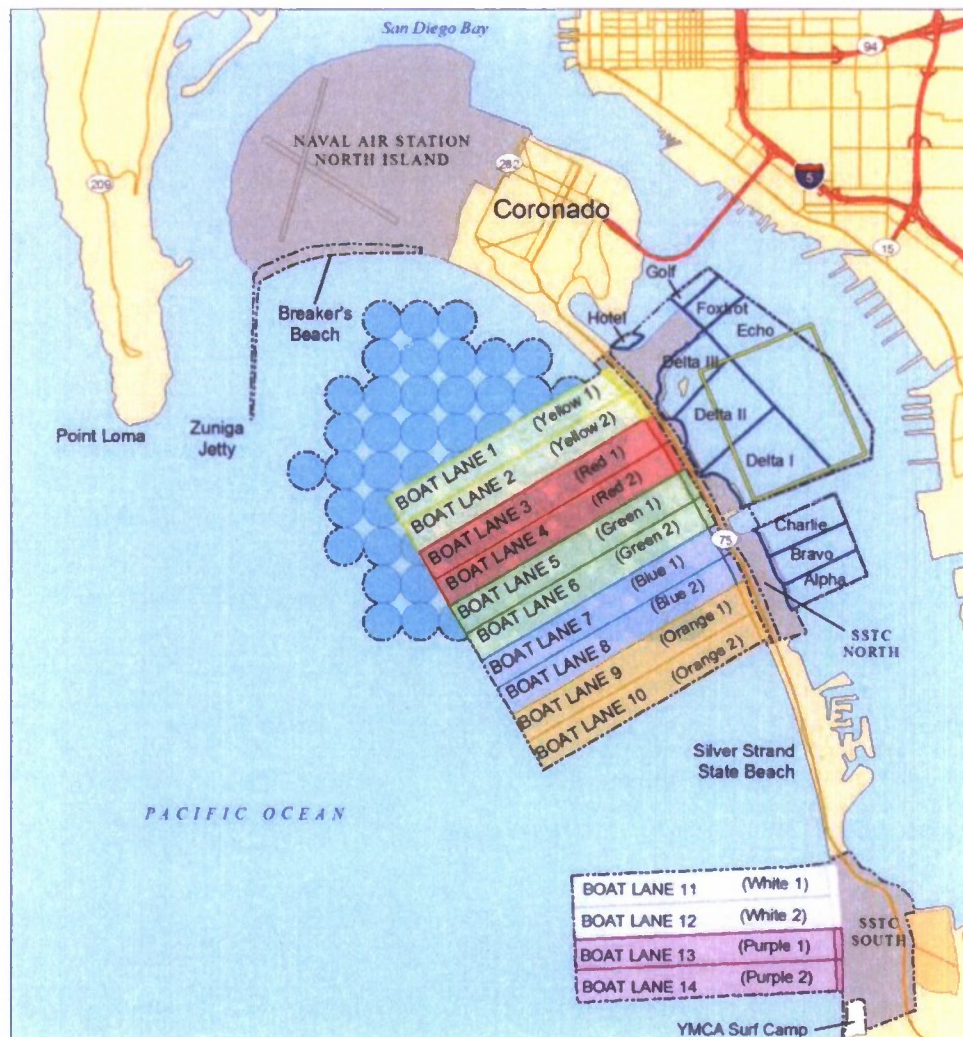 San Diego Bay
94
NAVAL AIR STATION
NORTH ISLAND
282
209
5
Coronado
15
Golf
Foxtrot
Breaker's
Beach
Hotel
Echo
Delta III
Point Loma
Zuniga
Jetty
Delta II
Delta I
BOAT LANE 1 (Yellow 1)
BOAT LANE 2 (Yellow 2)
BOAT LANE 3 (Red 1)
BOAT LANE 4 (Red 2)
BOAT LANE 5 (Green 1)
BOAT LANE 6 (Green 2)
BOAT LANE 7 (Blue 1)
BOAT LANE 8 (Blue 2)
BOAT LANE 9 (Orange 1)
BOAT LANE 10 (Orange 2)
75
Charlie
Bravo
Alpha
SSTC
NORTH
Silver Strand
State Beach
PACIFIC OCEAN
BOAT LANE 11 (White 1)
BOAT LANE 12 (White 2)
BOAT LANE 13 (Purple 1)
BOAT LANE 14 (Purple 2)
SSTC
SOUTH
YMCA Surf Camp